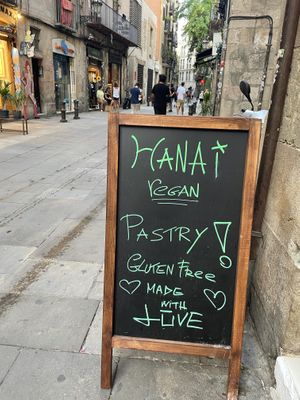 HANAI
VEGAN
PASTRY!
GLUTEN FREE
♡ MADE ♡
WITH
LOVE